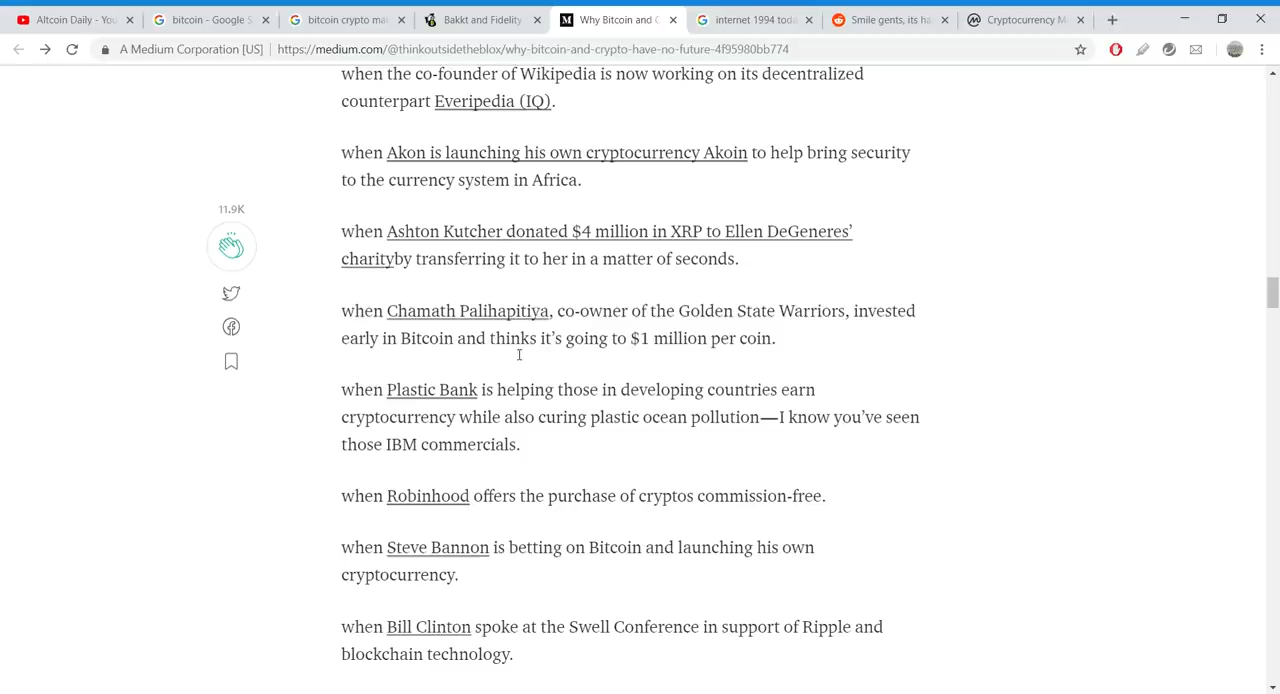 Altcoin Daily - You
bitcoin - Google S
bitcoin crypto mai
Bakkt and Fidelity
Why Bitcoin and C
internet 1994 toda
Smile gents, its ha
Cryptocurrency M
A Medium Corporation [US]
https://medium.com/@thinkoutsidetheblox/why-bitcoin-and-crypto-have-no-future-4f95980bb774
when the co-founder of Wikipedia is now working on its decentralized
counterpart Everipedia (IQ).
when Akon is launching his own cryptocurrency Akoin to help bring security
to the currency system in Africa.
11.9K
when Ashton Kutcher donated $4 million in XRP to Ellen DeGeneres’
charityby transferring it to her in a matter of seconds.
when Chamath Palihapitiya, co-owner of the Golden State Warriors, invested
early in Bitcoin and thinks it’s going to $1 million per coin.
when Plastic Bank is helping those in developing countries earn
cryptocurrency while also curing plastic ocean pollution—I know you’ve seen
those IBM commercials.
when Robinhood offers the purchase of cryptos commission-free.
when Steve Bannon is betting on Bitcoin and launching his own
cryptocurrency.
when Bill Clinton spoke at the Swell Conference in support of Ripple and
blockchain technology.